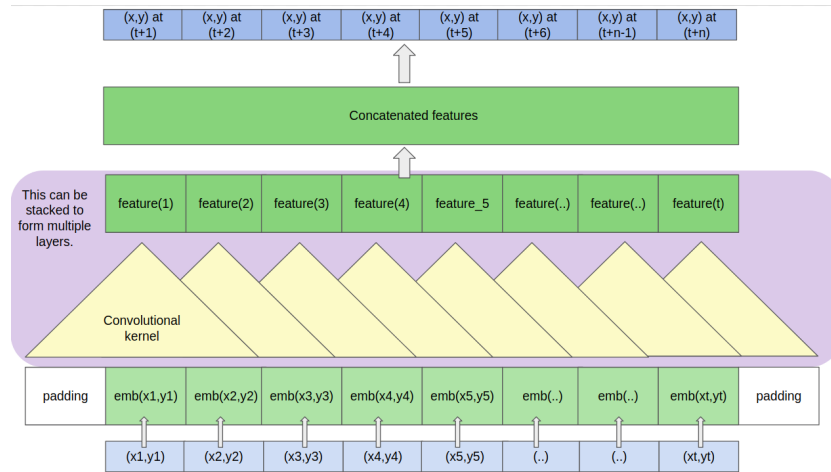 (x,y) at (x,y) at (x,y) at (x,y) at (x,y) at (x,y) at (x,y) at (x,y) at
(t+1) (t+2) (t+3) (t+4) (t+5) (t+6) (t+n-1) (t+n)
Concatenated features
This can be
stacked to
form multiple
layers.
feature(1) feature(2) feature(3) feature(4) feature_5 feature(..) feature(..) feature(t)
Convolutional
kernel
padding emb(x1,y1) emb(x2,y2) emb(x3,y3) emb(x4,y4) emb(x5,y5) emb(..) emb(..) emb(xt,yt) padding
(x1,y1) (x2,y2) (x3,y3) (x4,y4) (x5,y5) (..) (..) (xt,yt)